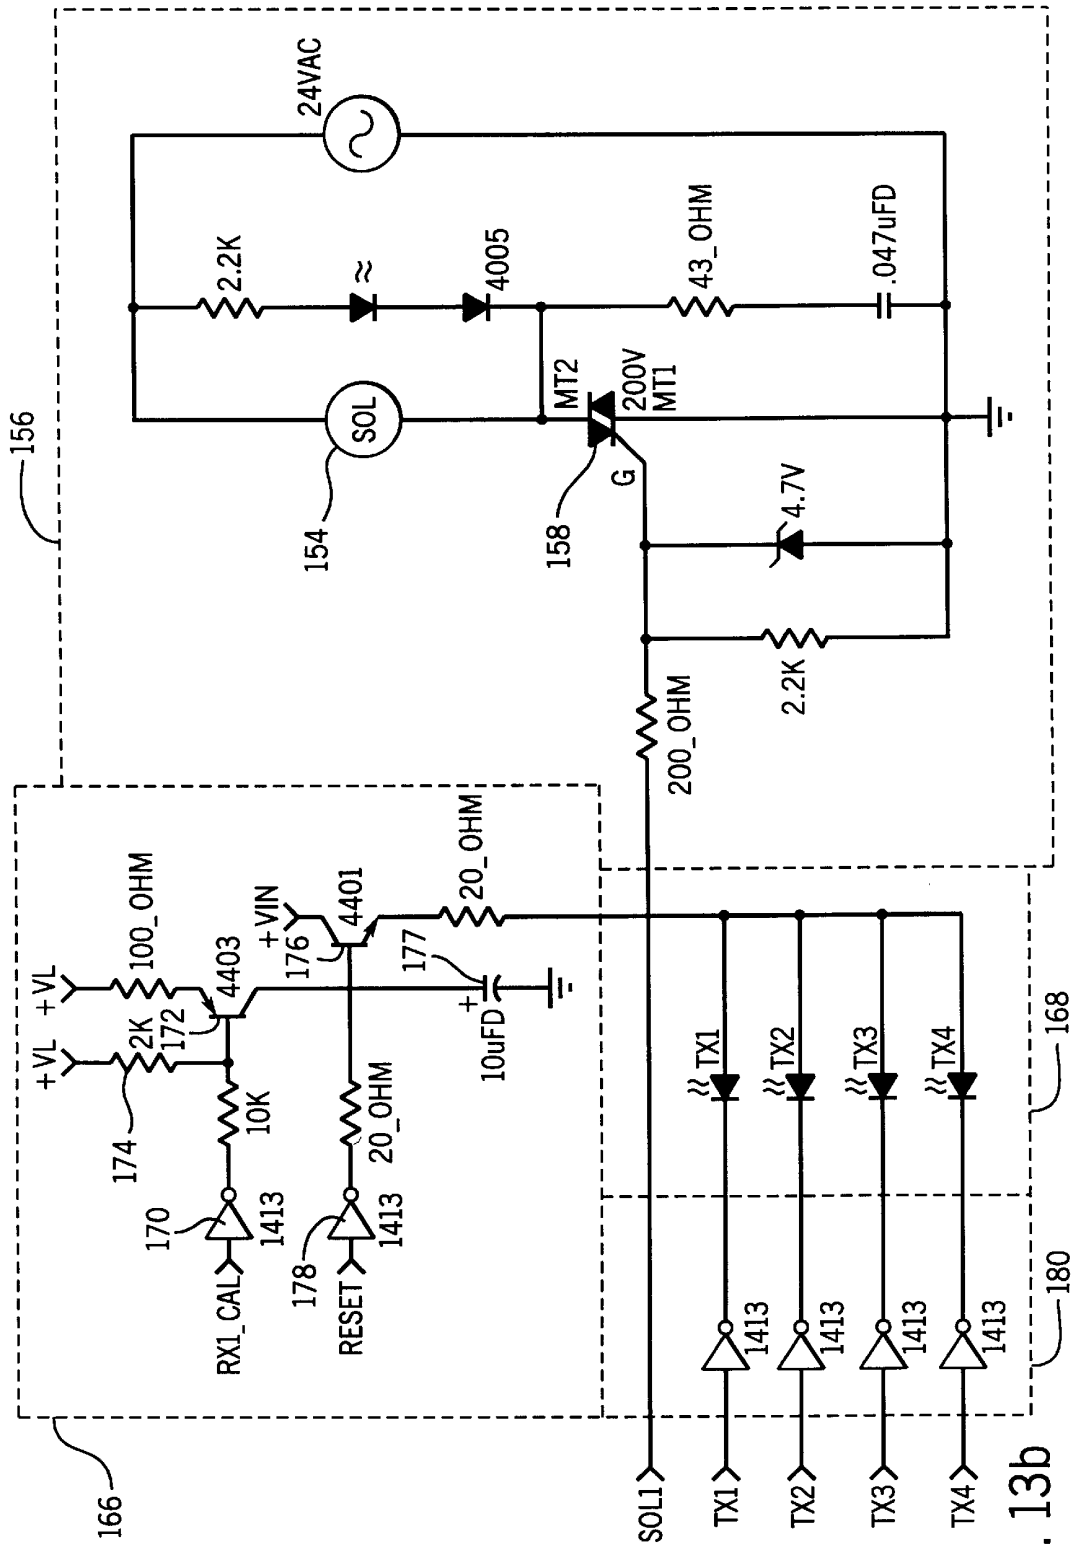 156
24VAC
2.2K
4005
43_OHM
.047uFD
SOL
154
MT2
200V
MT1
158
G
4.7V
2.2K
200_OHM
166
+VL
+VL
100_OHM
2K
4403
172
174
10K
170
1413
RX1_CAL
+VIN
4401
176
177
+
10uFD
20_OHM
20_OHM
178
1413
RESET
SOL1
TX1
TX2
TX3
TX4
1413
1413
1413
1413
TX1
TX2
TX3
TX4
168
180
. 13b